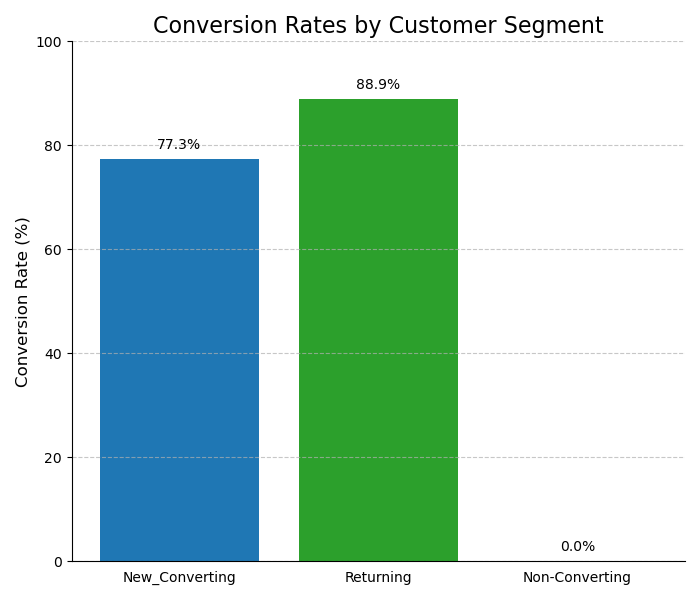 Conversion Rates by Customer Segment
Conversion Rate (%)
100
80
60
40
20
0
77.3%
88.9%
0.0%
New_Converting
Returning
Non-Converting